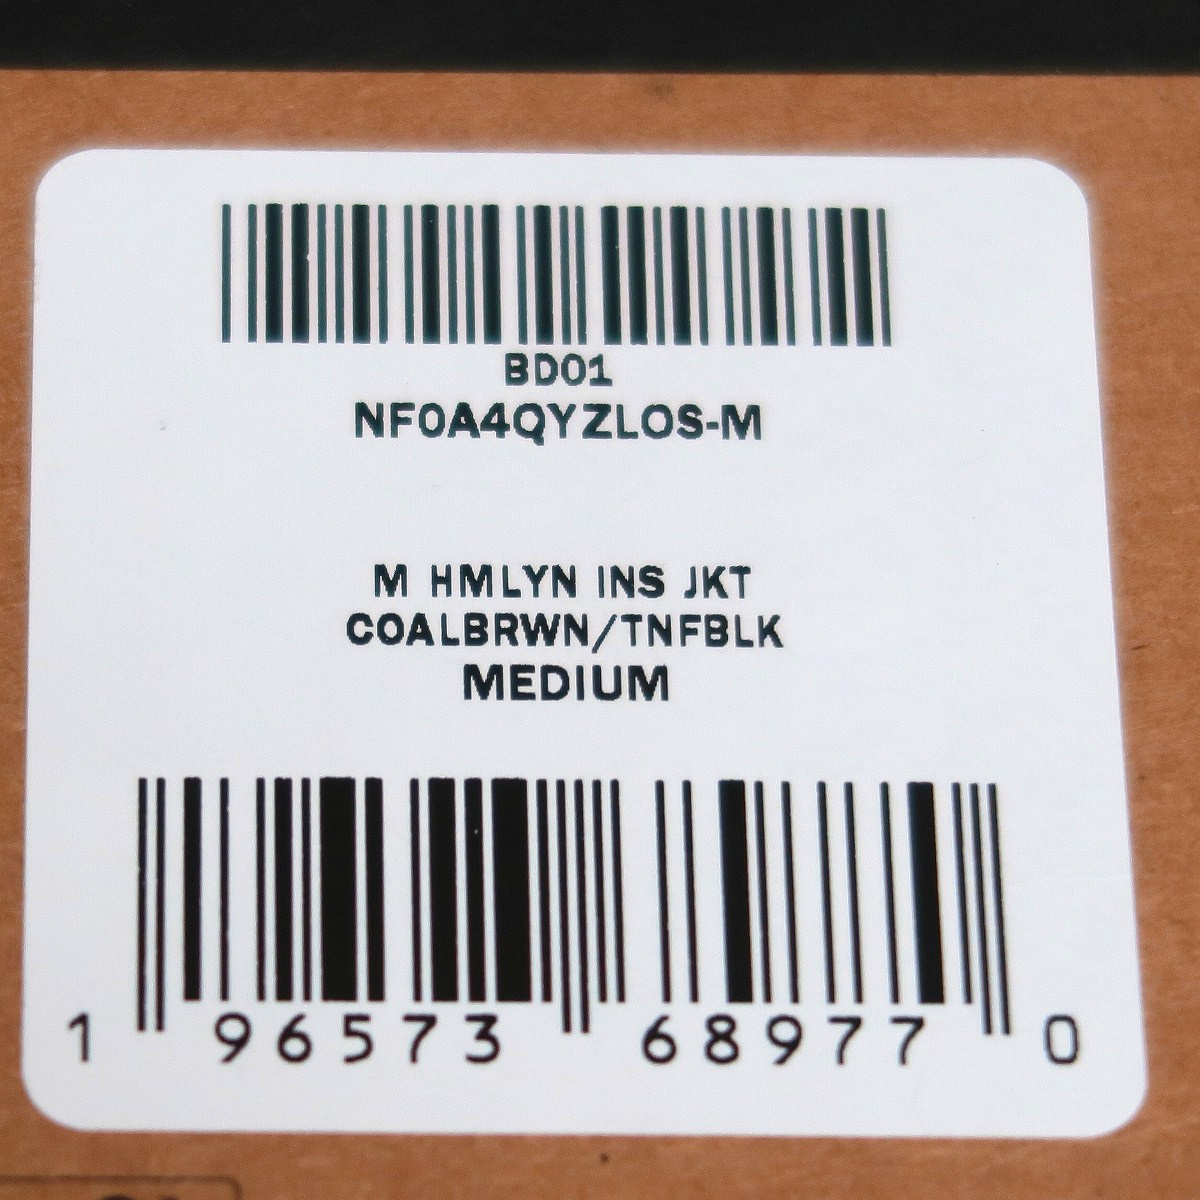 BD01
NF0A4QYZLOS-M
M HMLYN INS JKT
COALBRWN/TNFBLK
MEDIUM
1 96573 68977 0